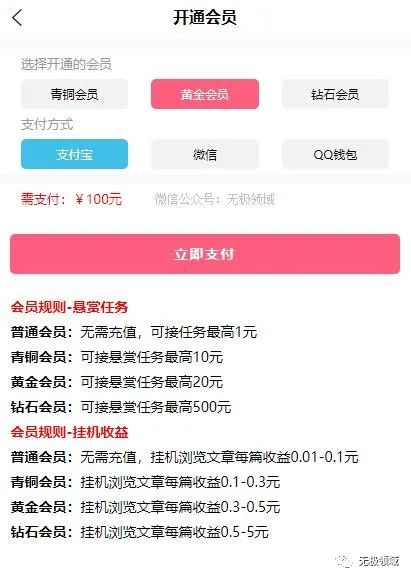 开通会员
选择开通的会员
青铜会员 黄金会员 钻石会员
支付方式
支付宝 微信 QQ钱包
需支付：￥100元 微信公众号：无极领域
立即支付
会员规则-悬赏任务
普通会员：无需充值，可接任务最高1元
青铜会员：可接悬赏任务最高10元
黄金会员：可接悬赏任务最高20元
钻石会员：可接悬赏任务最高500元
会员规则-挂机收益
普通会员：无需充值，挂机浏览文章每篇收益0.01-0.1元
青铜会员：挂机浏览文章每篇收益0.1-0.3元
黄金会员：挂机浏览文章每篇收益0.3-0.5元
钻石会员：挂机浏览文章每篇收益0.5-5元
无极领域